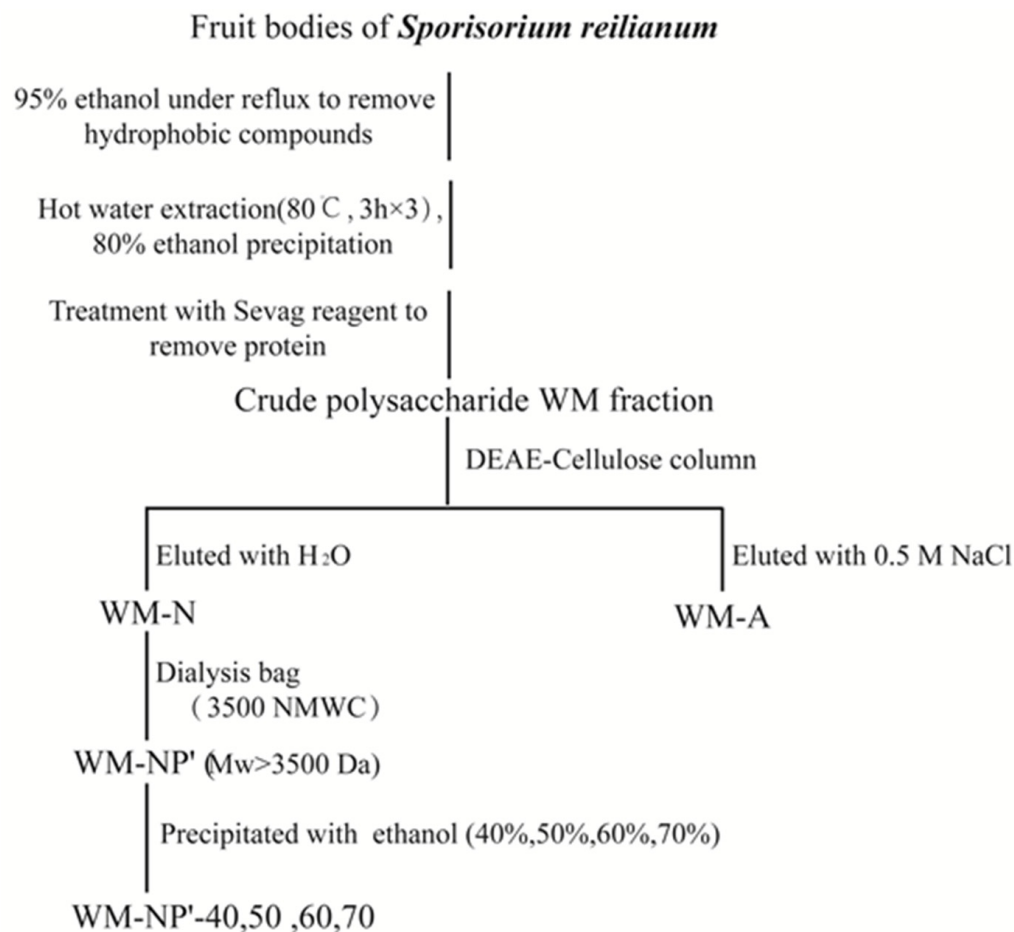 Fruit bodies of Sporisorium reilianum
95% ethanol under reflux to remove
hydrophobic compounds
Hot water extraction(80℃, 3h×3),
80% ethanol precipitation
Treatment with Sevag reagent to
remove protein
Crude polysaccharide WM fraction
DEAE-Cellulose column
Eluted with H₂O
Eluted with 0.5 M NaCl
WM-N
WM-A
Dialysis bag
(3500 NMWC)
WM-NP' (Mw>3500 Da)
Precipitated with ethanol (40%,50%,60%,70%)
WM-NP'-40,50 ,60,70